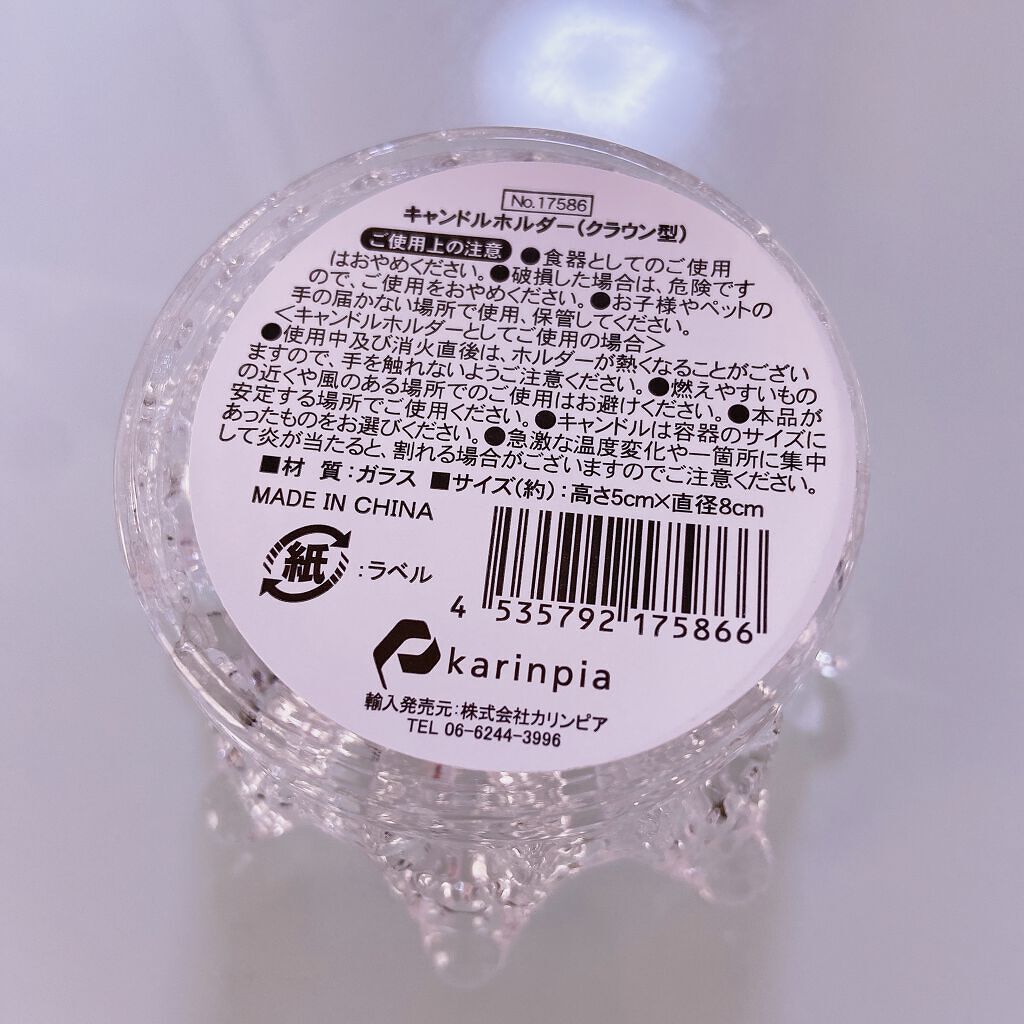 No.17586
キャンドルホルダー(クラウン型)
ご使用上の注意 ●食器としてのご使用
はおやめください。●破損した場合は、危険です
ので、ご使用をおやめください。●お子様やペットの
手の届かない場所で使用、保管してください。
＜キャンドルホルダーとしてご使用の場合＞
●使用中及び消火直後は、ホルダーが熱くなることがござい
ますので、手を触れないようご注意ください。●燃えやすいもの
の近くや風のある場所でのご使用はお避けください。●本品が
安定する場所でご使用ください。●キャンドルは容器のサイズに
あったものをお選びください。●急激な温度変化や一箇所に集中
して炎が当たると、割れる場合がございますのでご注意ください。
■材 質：ガラス ■サイズ(約)：高さ5cm×直径8cm
MADE IN CHINA
紙：ラベル
4 535792 175866
karinpia
輸入発売元：株式会社カリンピア
TEL 06-6244-3996